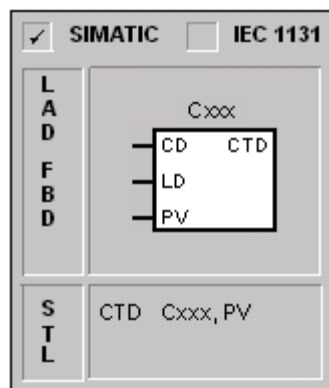 ✓ SIMATIC IEC 1131
LAD
FBD
Cxxx
CD CTD
LD
PV
STL
CTD Cxxx, PV